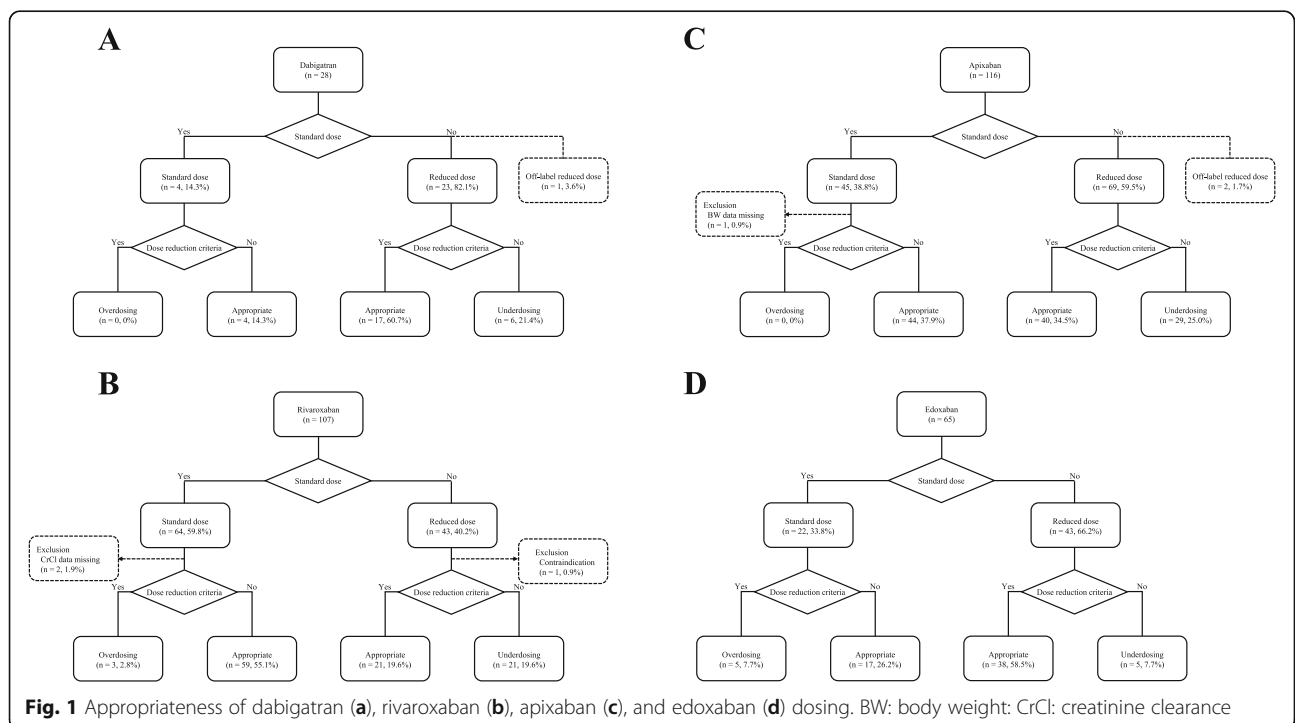 A
Dabigatran
(n = 28)
Standard dose
Yes
No
Standard dose
(n = 4, 14.3%)
Reduced dose
(n = 23, 82.1%)
Off-label reduced dose
(n = 1, 3.6%)
Dose reduction criteria
Yes
No
Dose reduction criteria
Yes
No
Overdosing
(n = 0, 0%)
Appropriate
(n = 4, 14.3%)
Appropriate
(n = 17, 60.7%)
Underdosing
(n = 6, 21.4%)
C
Apixaban
(n = 116)
Standard dose
Yes
No
Standard dose
(n = 45, 38.8%)
Reduced dose
(n = 69, 59.5%)
Off-label reduced dose
(n = 2, 1.7%)
Exclusion
BW data missing
(n = 1, 0.9%)
Dose reduction criteria
Yes
No
Dose reduction criteria
Yes
No
Overdosing
(n = 0, 0%)
Appropriate
(n = 44, 37.9%)
Appropriate
(n = 40, 34.5%)
Underdosing
(n = 29, 25.0%)
B
Rivaroxaban
(n = 107)
Standard dose
Yes
No
Standard dose
(n = 64, 59.8%)
Reduced dose
(n = 43, 40.2%)
Exclusion
CrCl data missing
(n = 2, 1.9%)
Exclusion
Contraindication
(n = 1, 0.9%)
Dose reduction criteria
Yes
No
Dose reduction criteria
Yes
No
Overdosing
(n = 3, 2.8%)
Appropriate
(n = 59, 55.1%)
Appropriate
(n = 21, 19.6%)
Underdosing
(n = 21, 19.6%)
D
Edoxaban
(n = 65)
Standard dose
Yes
No
Standard dose
(n = 22, 33.8%)
Reduced dose
(n = 43, 66.2%)
Dose reduction criteria
Yes
No
Dose reduction criteria
Yes
No
Overdosing
(n = 5, 7.7%)
Appropriate
(n = 17, 26.2%)
Appropriate
(n = 38, 58.5%)
Underdosing
(n = 5, 7.7%)
Fig. 1 Appropriateness of dabigatran (a), rivaroxaban (b), apixaban (c), and edoxaban (d) dosing. BW: body weight: CrCl: creatinine clearance